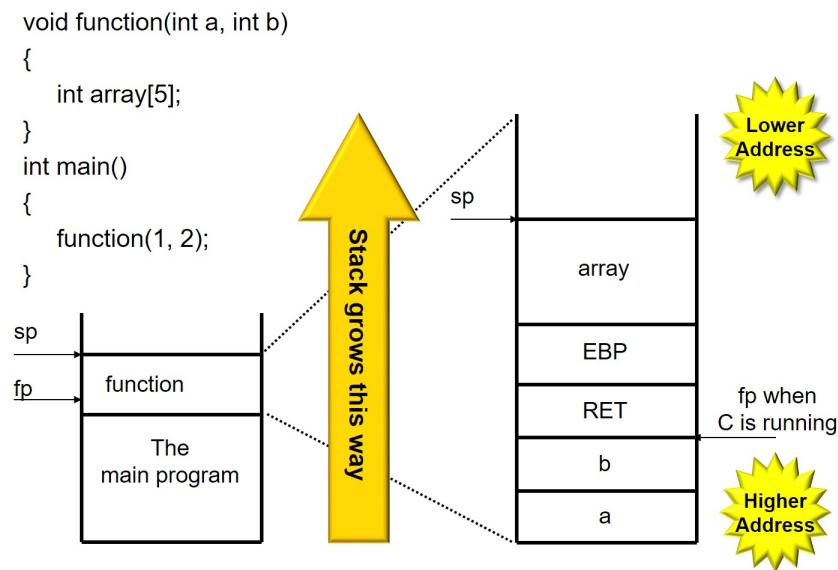 void function(int a, int b)
{
int array[5];
}
int main()
{
function(1, 2);
}
sp
fp
function
The
main program
Stack grows this way
Lower
Address
sp
array
EBP
RET
fp when
C is running
b
a
Higher
Address